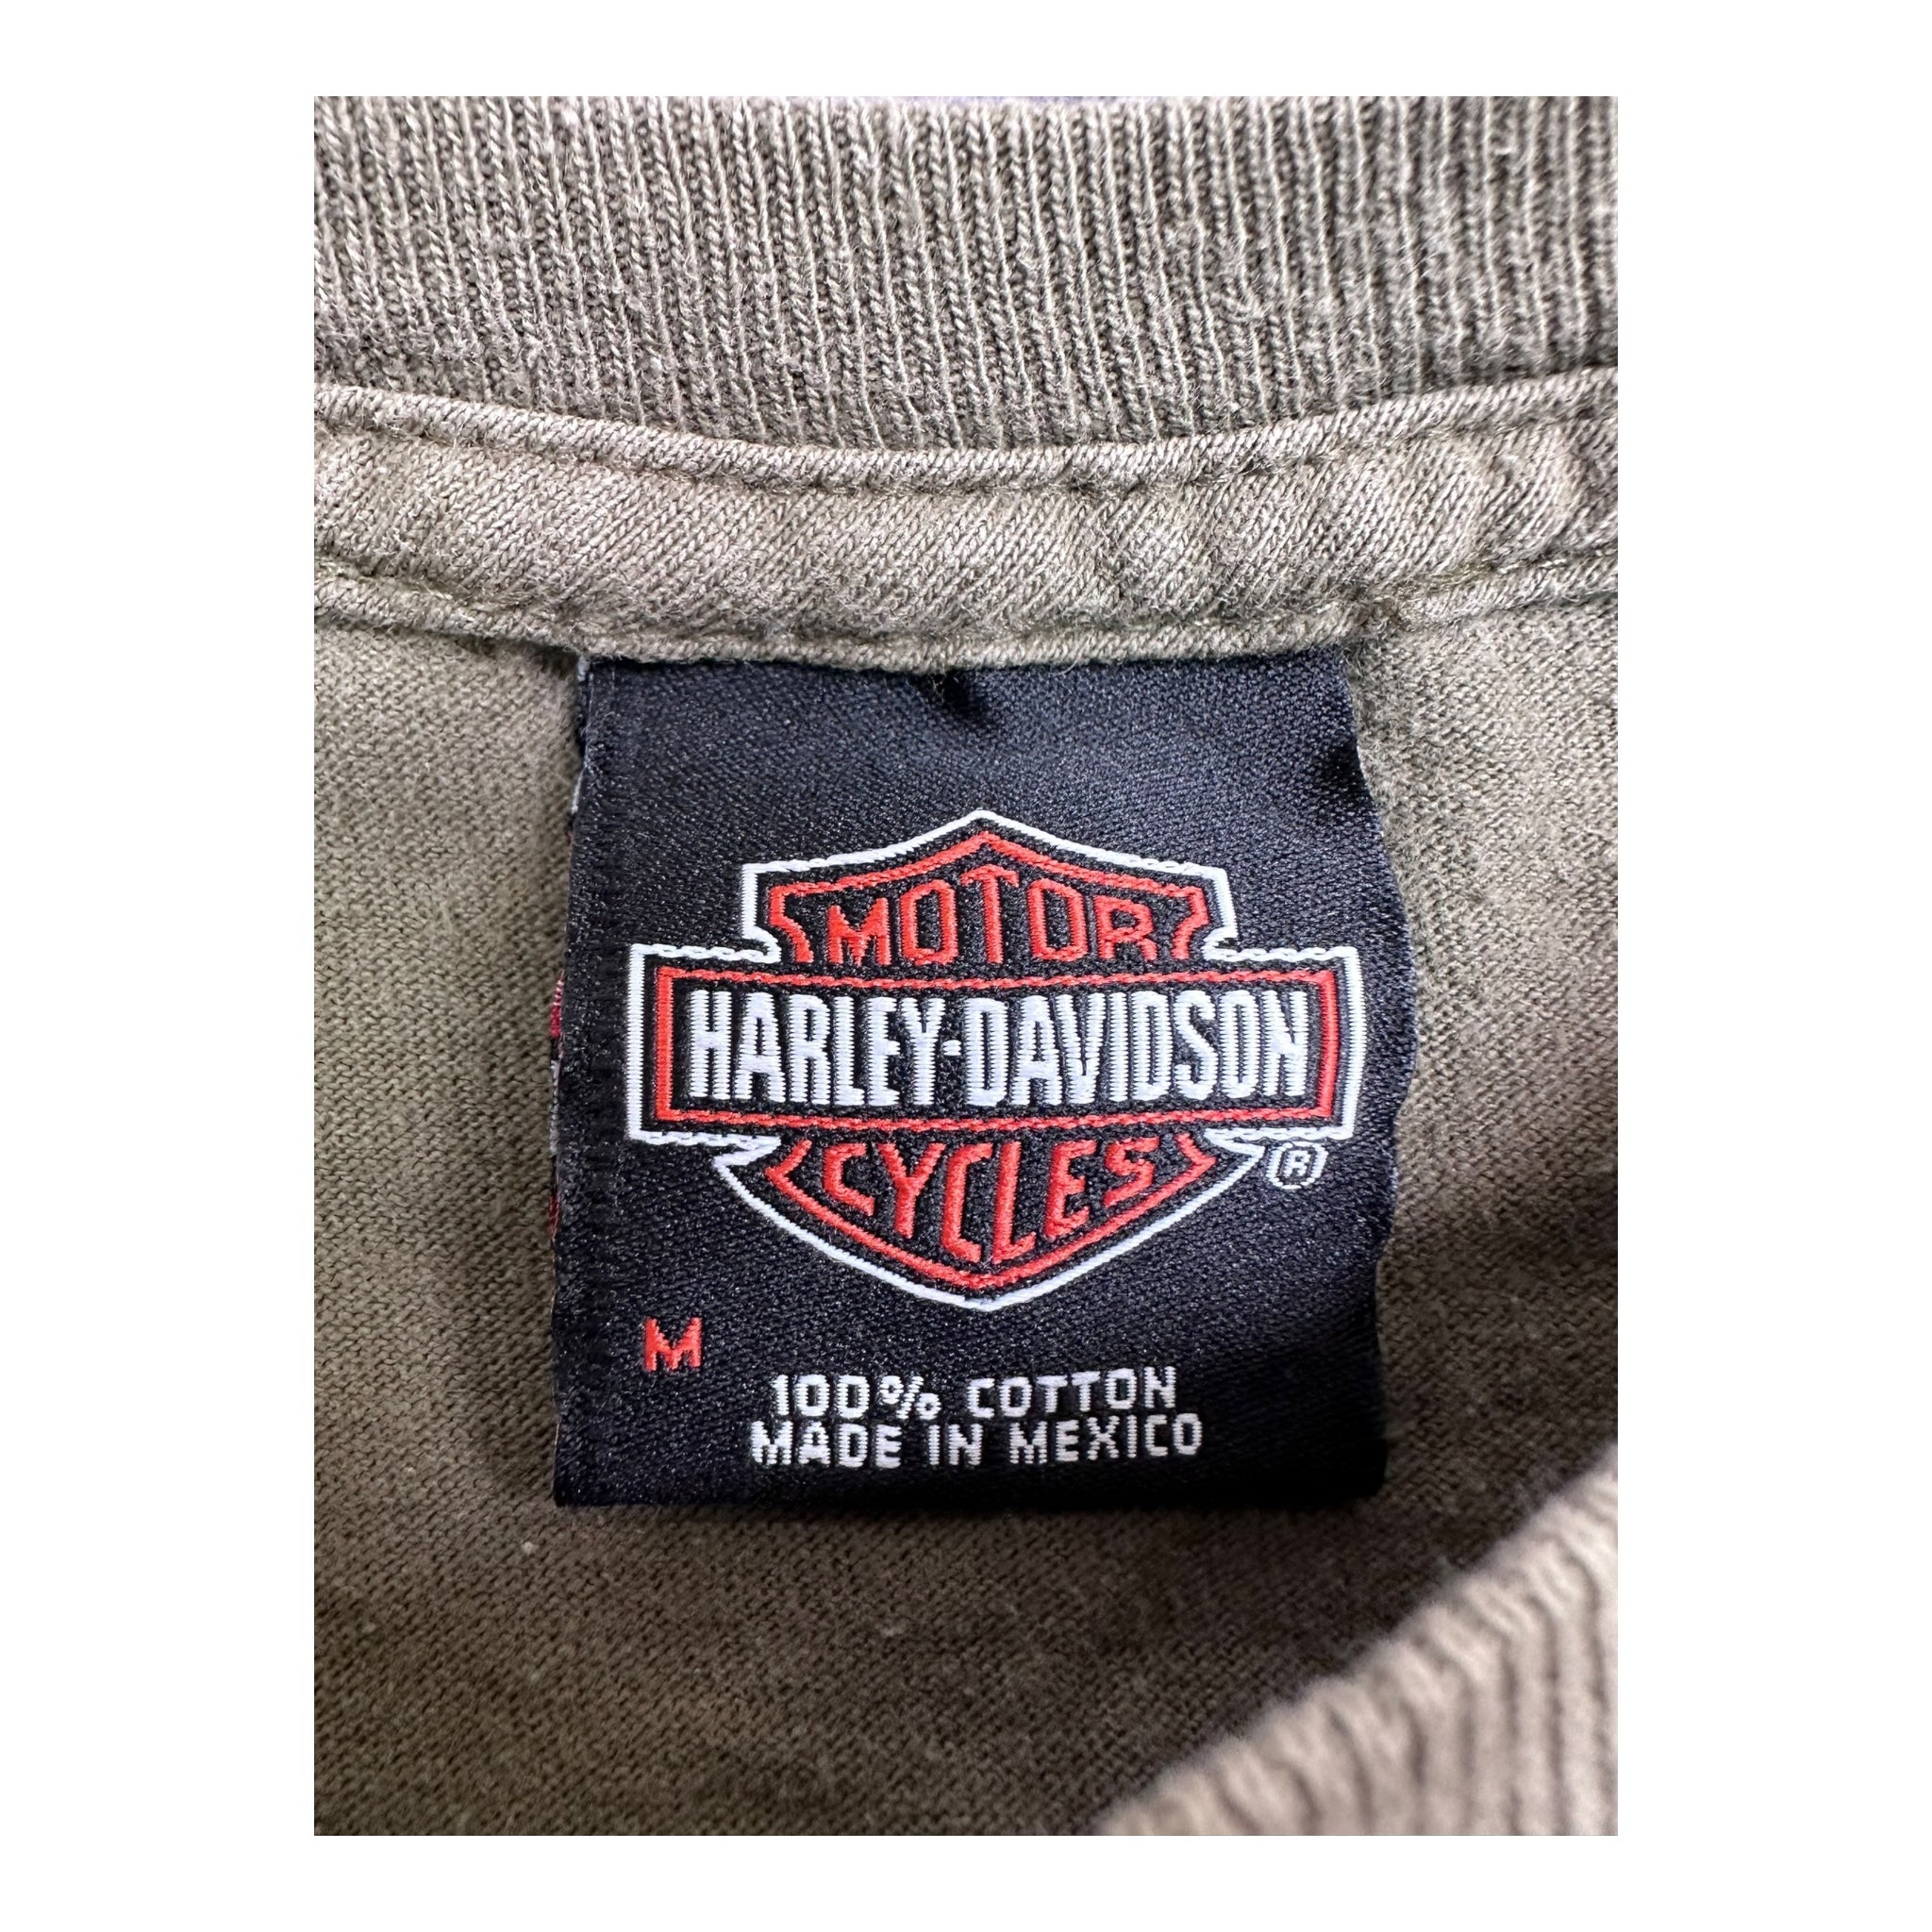 MOTOR
HARLEY-DAVIDSON
CYCLES
®
M
100% COTTON
MADE IN MEXICO